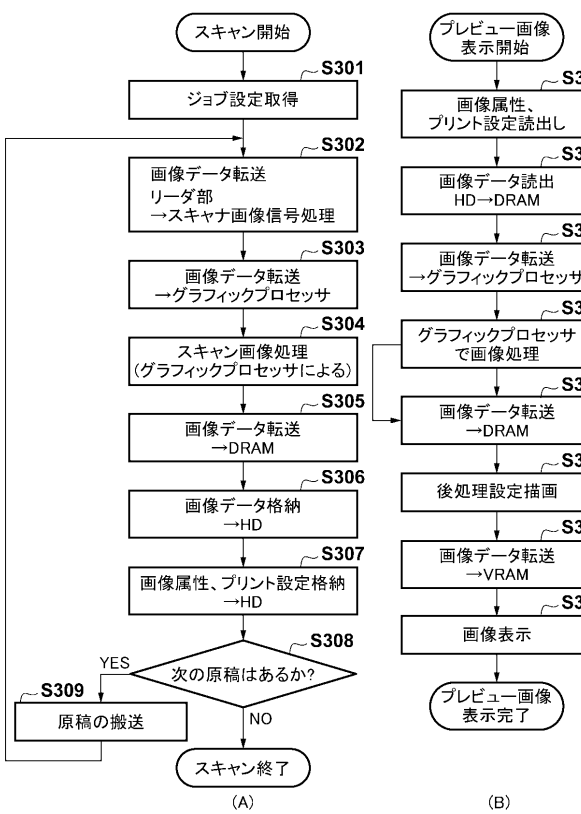 スキャン開始
S301
ジョブ設定取得
S302
画像データ転送
リーダ部
→スキャナ画像信号処理
S303
画像データ転送
→グラフィックプロセッサ
S304
スキャン画像処理
(グラフィックプロセッサによる)
S305
画像データ転送
→DRAM
S306
画像データ格納
→HD
S307
画像属性、プリント設定格納
→HD
S308
次の原稿はあるか?
YES
S309
原稿の搬送
NO
スキャン終了
(A)
プレビュー画像
表示開始
S3
画像属性、
プリント設定読出し
S3
画像データ読出
HD→DRAM
S3
画像データ転送
→グラフィックプロセッサ
S3
グラフィックプロセッサ
で画像処理
S3
画像データ転送
→DRAM
S3
後処理設定描画
S3
画像データ転送
→VRAM
S3
画像表示
プレビュー画像
表示完了
(B)